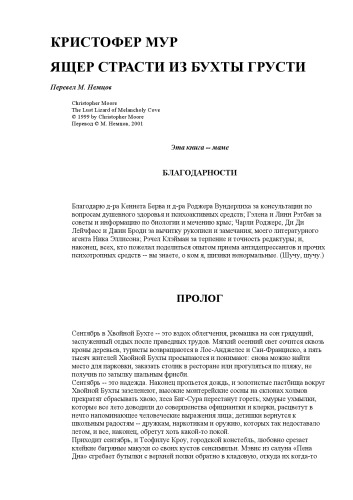 КРИСТОФЕР МУР
ЯЩЕР СТРАСТИ ИЗ БУХТЫ ГРУСТИ
Перевел М. Немцов
Christopher Moore
The Lust Lizard of Melancholy Cove
© 1999 by Christopher Moore
Перевод © М. Немцов, 2001
Эта книга -- маме
БЛАГОДАРНОСТИ
Благодарю д-ра Кеннета Берва и д-ра Роджера Вундерлиха за консультации по
вопросам душевного здоровья и психоактивных средств; Гэлена и Линн Рэтбан за
советы и информацию по биологии и мечению крыс; Чарли Роджерс, Ди Ди
Лейчфасс и Джин Броди за вычитку рукописи и замечания; моего литературного
агента Ника Эллисона; Рэчел Клэйман за терпение и точность редактуры; и,
наконец, всех, кто пожелал поделиться опытом приема антидепрессантов и прочих
психотропных средств -- вы знаете, о ком я, шизики ненормальные. (Шучу, шучу.)
ПРОЛОГ
Сентябрь в Хвойной Бухте -- это вздох облегчения, рюмашка на сон грядущий,
заслуженный отдых после праведных трудов. Мягкий осенний свет сочится сквозь
кроны деревьев, туристы возвращаются в Лос-Анджелес и Сан-Франциско, а пять
тысяч жителей Хвойной Бухты просыпаются и понимают: снова можно найти
место для парковки, заказать столик в ресторане или прогуляться по пляжу, не
получив по затылку шальным фрисби.
Сентябрь -- это надежда. Наконец прольется дождь, и золотистые пастбища вокруг
Хвойной Бухты зазеленеют, высокие монтерейские сосны на склонах холмов
прекратят сбрасывать хвою, леса Биг-Сура перестанут гореть, хмурые ухмылки,
которые все лето доводили до совершенства официантки и клерки, расцветут в
нечто напоминающее человеческие выражения лица, детишки вернутся к
школьным радостям -- дружкам, наркотикам и оружию, которых так недоставало
летом, и все, наконец, обретут хоть какой-то покой.
Приходит сентябрь, и Теофилус Кроу, городской констебль, любовно срезает
клейкие багряные макухи со своих кустов сенсимильи. Мэвис из салуна «Пена
Дна» сгребает бутылки с верхней полки обратно в кладовую, откуда их когда-то